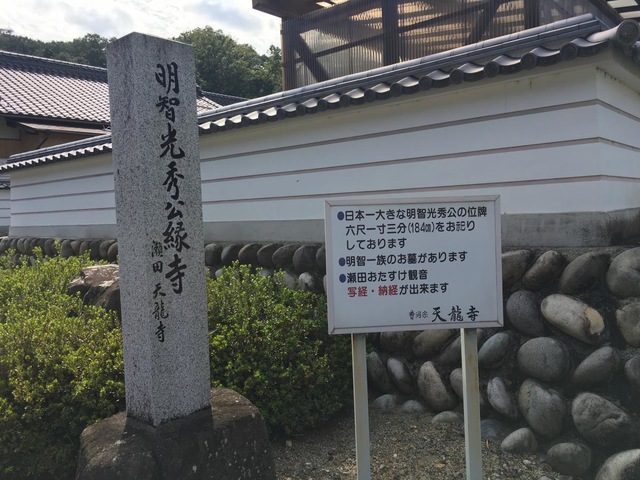 明智光秀公縁寺
瀬田 天龍寺
●日本一大きな明智光秀公の位牌
六尺一寸三分(184㎝)をお祀り
しております
●明智一族のお墓があります
●瀬田おたすけ観音
写経・納経が出来ます
曹洞宗 天龍寺